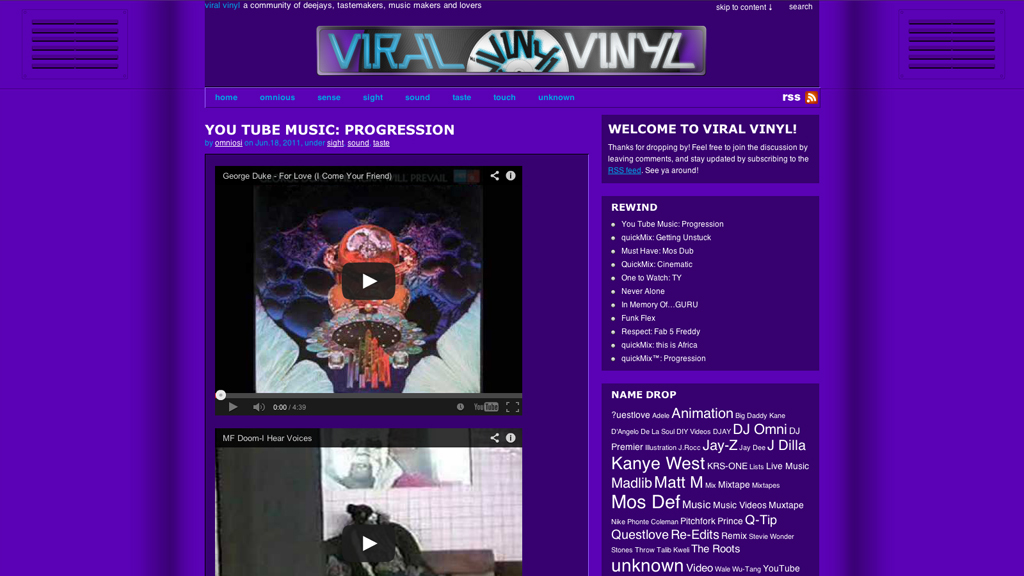 viral vinyl a community of deejays, tastemakers, music makers and lovers
skip to content ↓ search
VIRAL VINYL VINYL
home omnious sense sight sound taste touch unknown
rss
YOU TUBE MUSIC: PROGRESSION
by omniosi on Jun.18, 2011, under sight, sound, taste
George Duke - For Love (I Come Your Friend)
WILL PREVAIL
0:00 / 4:39
YouTube
MF Doom-I Hear Voices
WELCOME TO VIRAL VINYL!
Thanks for dropping by! Feel free to join the discussion by
leaving comments, and stay updated by subscribing to the
RSS feed. See ya around!
REWIND
You Tube Music: Progression
quickMix: Getting Unstuck
Must Have: Mos Dub
QuickMix: Cinematic
One to Watch: TY
Never Alone
In Memory Of...GURU
Funk Flex
Respect: Fab 5 Freddy
quickMix: this is Africa
quickMix™: Progression
NAME DROP
?uestlove Adele Animation Big Daddy Kane
D'Angelo De La Soul DIY Videos DJAY DJ Omni DJ
Premier Illustration J.Rocc Jay-Z Jay Dee J Dilla
Kanye West KRS-ONE Lists Live Music
Madlib Matt M Mix Mixtape Mixtapes
Mos Def Music Music Videos Muxtape
Nike Phonte Coleman Pitchfork Prince Q-Tip
Questlove Re-Edits Remix Stevie Wonder
Stones Throw Talib Kweli The Roots
unknown Video Wale Wu-Tang YouTube